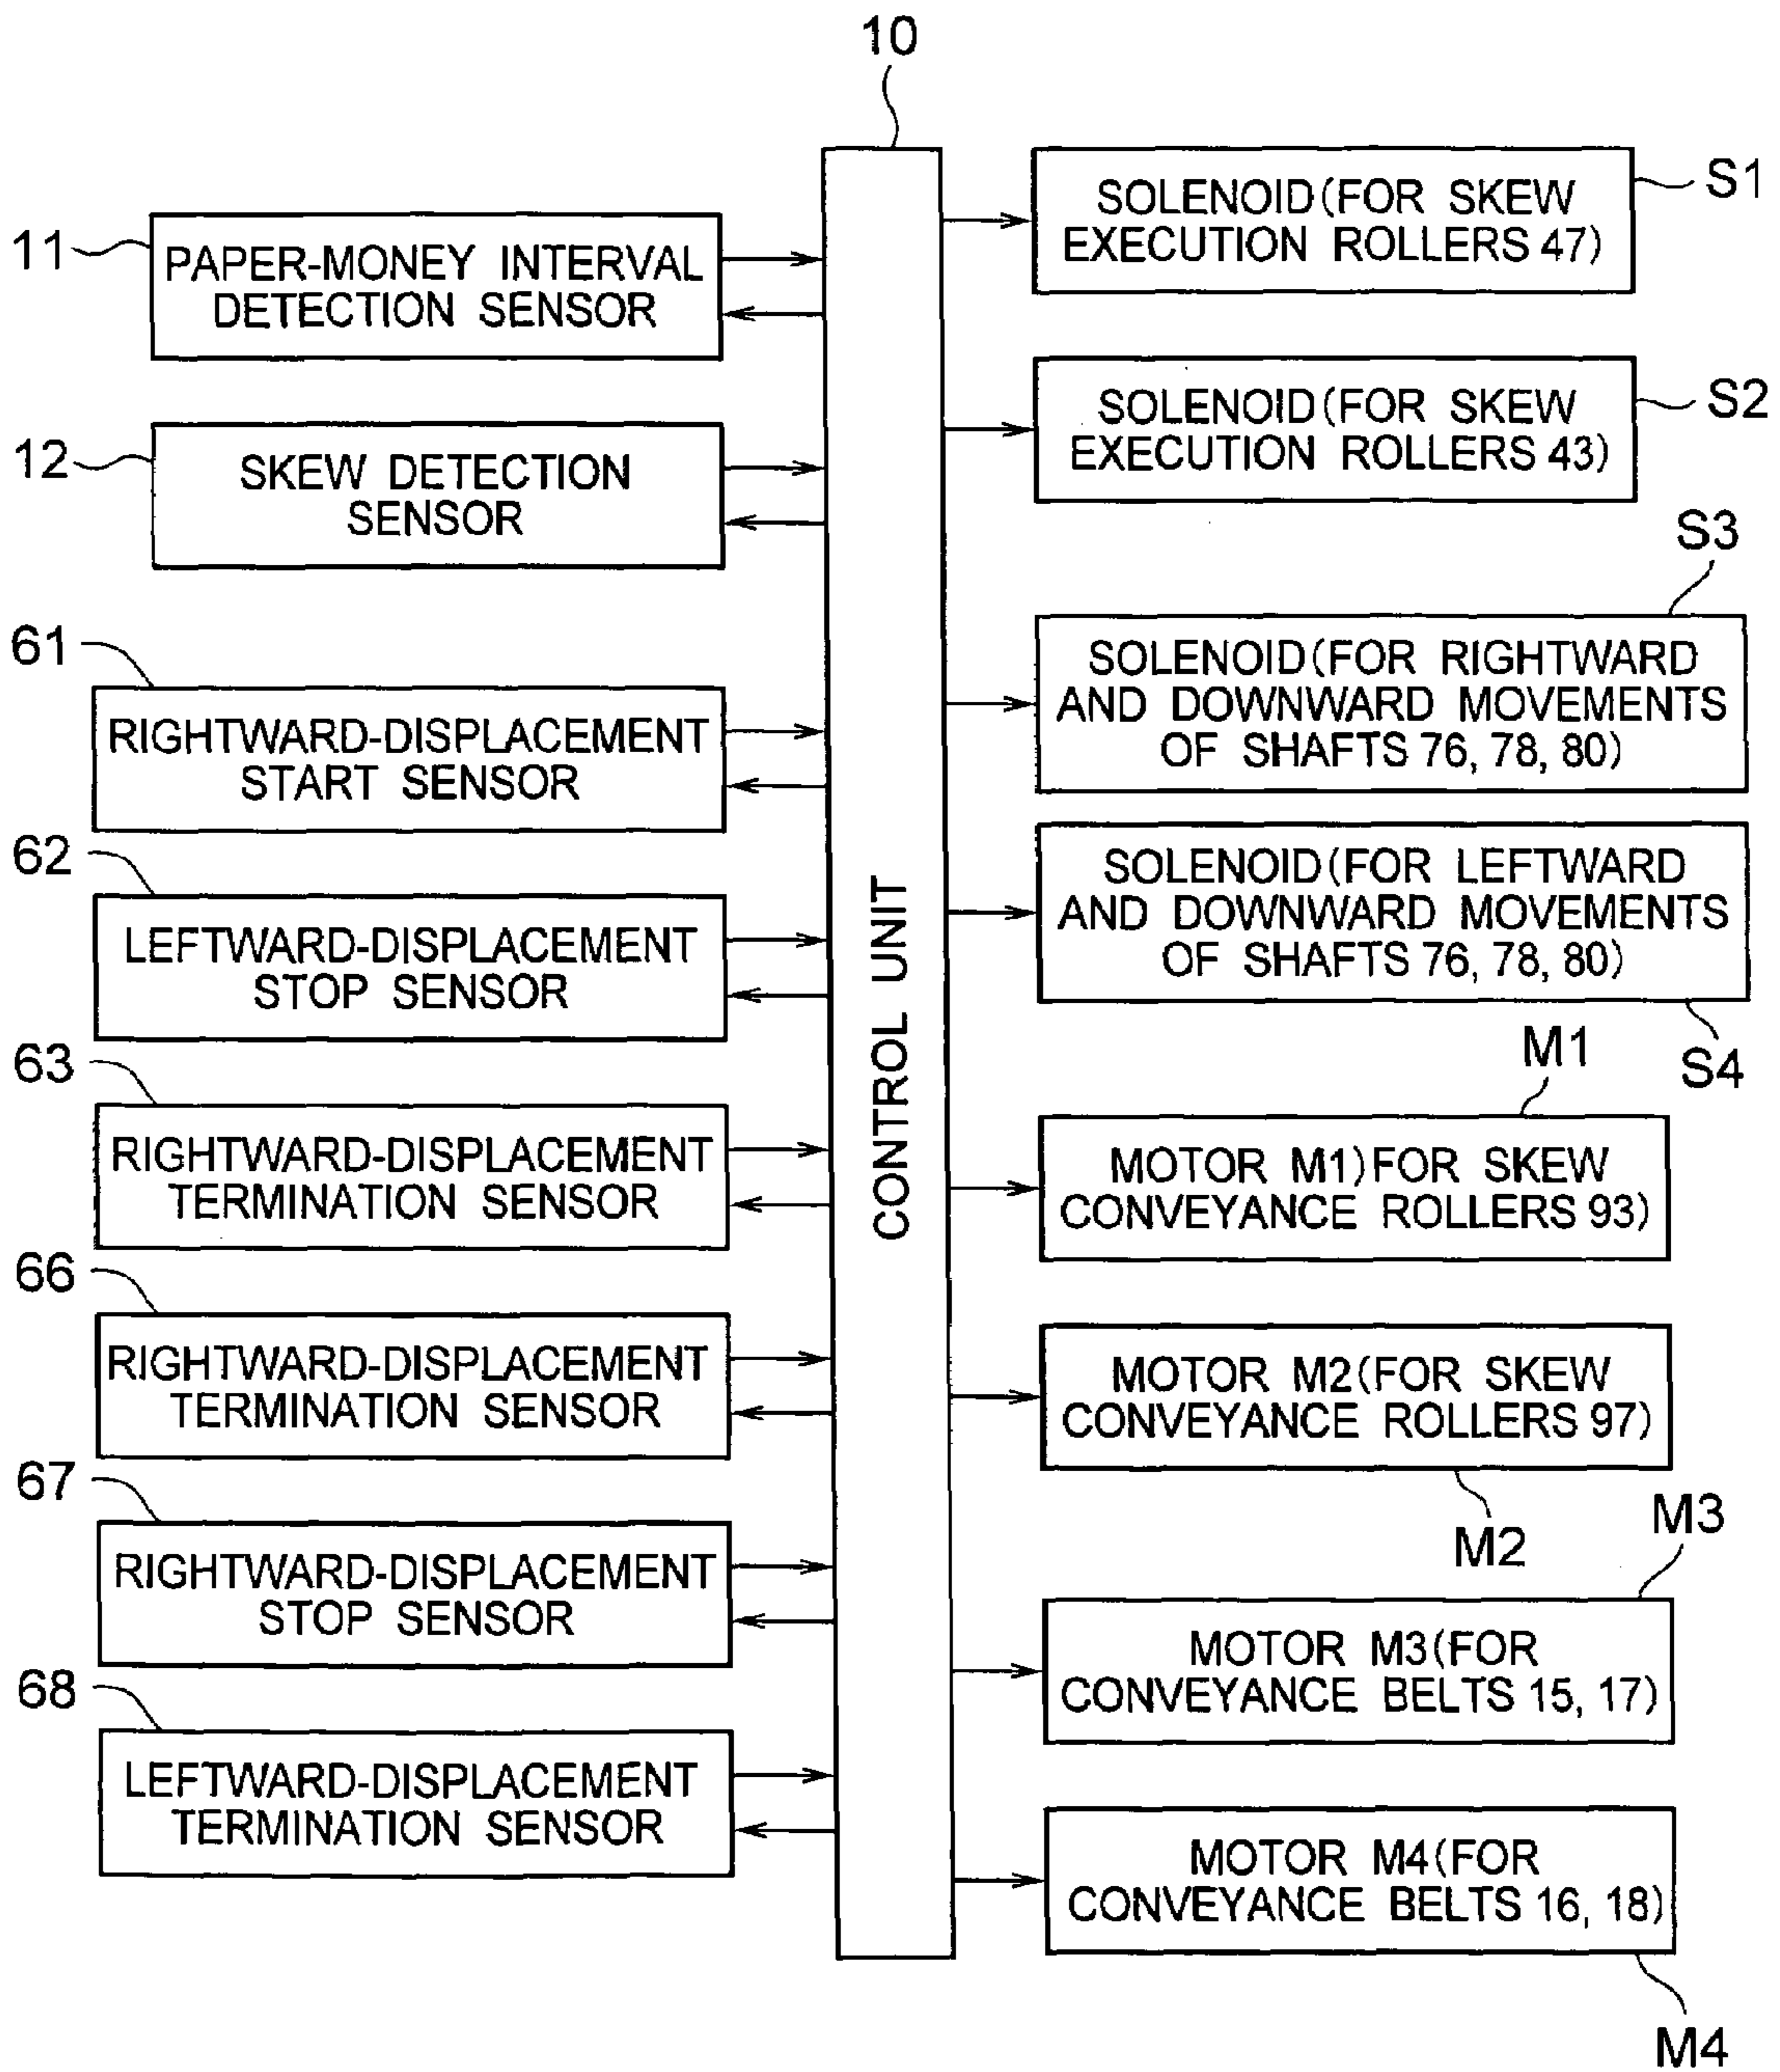 10
11
PAPER-MONEY INTERVAL
DETECTION SENSOR
12
SKEW DETECTION
SENSOR
61
RIGHTWARD-DISPLACEMENT
START SENSOR
62
LEFTWARD-DISPLACEMENT
STOP SENSOR
63
RIGHTWARD-DISPLACEMENT
TERMINATION SENSOR
66
RIGHTWARD-DISPLACEMENT
TERMINATION SENSOR
67
RIGHTWARD-DISPLACEMENT
STOP SENSOR
68
LEFTWARD-DISPLACEMENT
TERMINATION SENSOR
CONTROL UNIT
SOLENOID(FOR SKEW
EXECUTION ROLLERS 47)
S1
SOLENOID(FOR SKEW
EXECUTION ROLLERS 43)
S2
S3
SOLENOID(FOR RIGHTWARD
AND DOWNWARD MOVEMENTS
OF SHAFTS 76, 78, 80)
SOLENOID(FOR LEFTWARD
AND DOWNWARD MOVEMENTS
OF SHAFTS 76, 78, 80)
S4
M1
MOTOR M1)FOR SKEW
CONVEYANCE ROLLERS 93)
MOTOR M2(FOR SKEW
CONVEYANCE ROLLERS 97)
M2
M3
MOTOR M3(FOR
CONVEYANCE BELTS 15, 17)
MOTOR M4(FOR
CONVEYANCE BELTS 16, 18)
M4